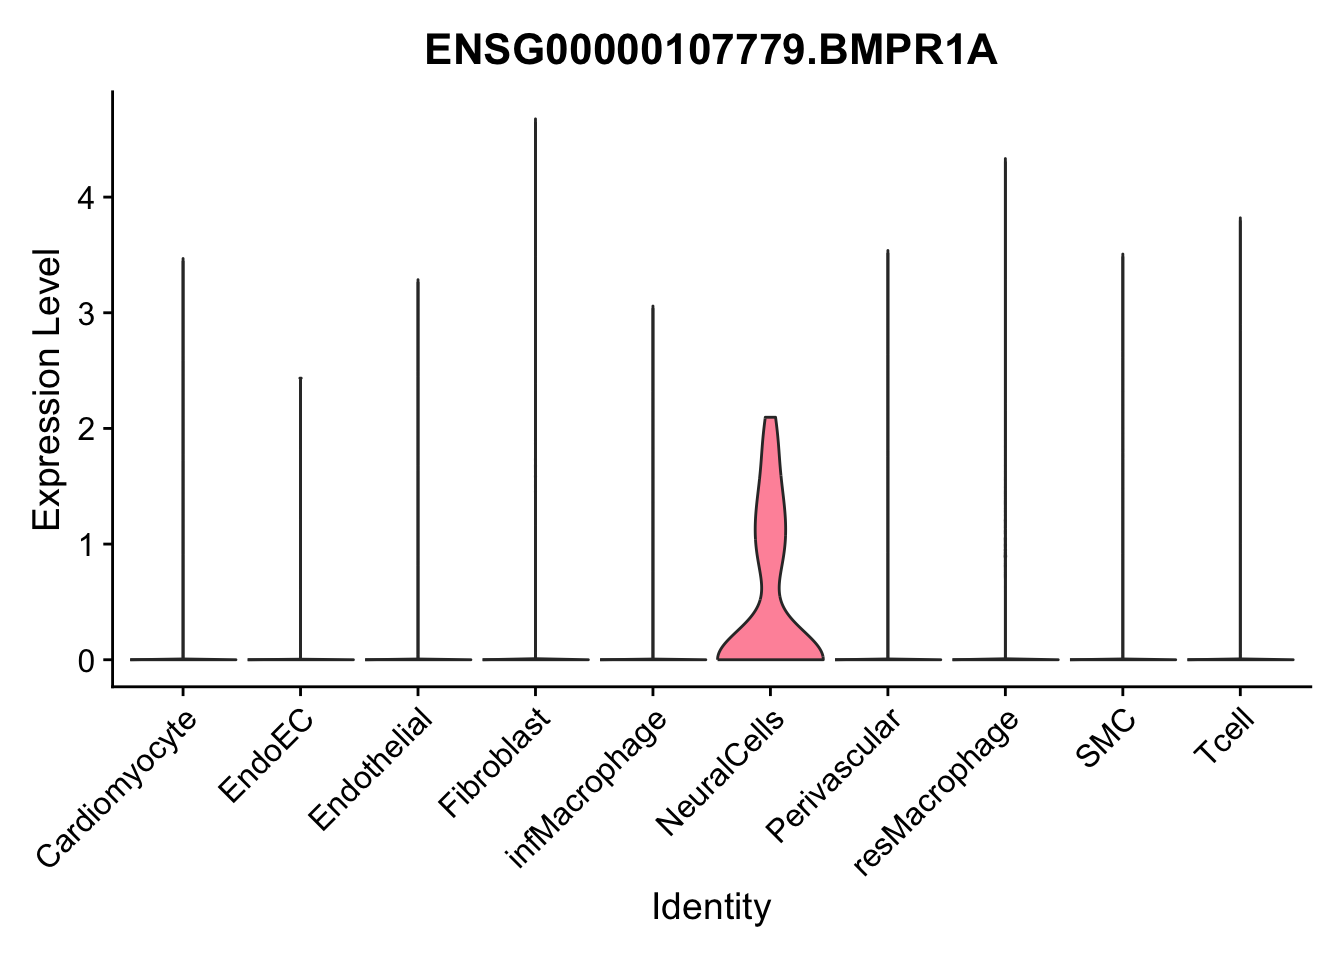 ENSG00000107779.BMPR1A
Expression Level
4
3
2
1
0
Cardiomyocyte
EndoEC
Endothelial
Fibroblast
infMacrophage
NeuralCells
Perivascular
resMacrophage
SMC
Tcell
Identity